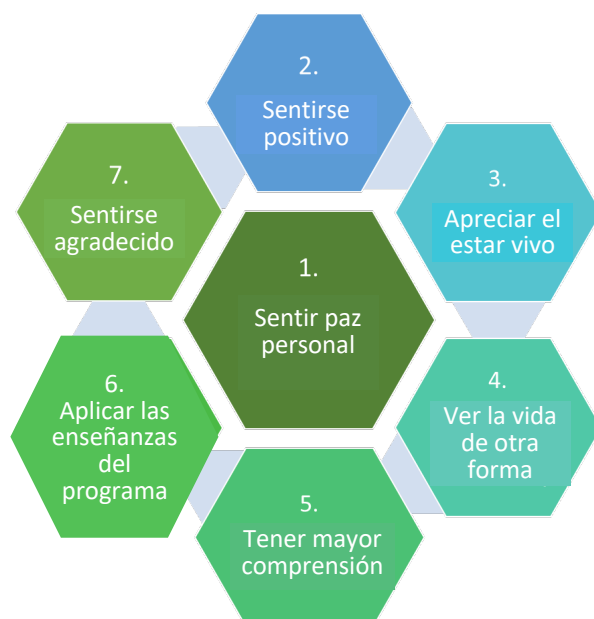 1.
Sentir paz
personal
2.
Sentirse
positivo
3.
Apreciar el
estar vivo
4.
Ver la vida
de otra
forma
5.
Tener mayor
comprensión
6.
Aplicar las
enseñanzas
del
programa
7.
Sentirse
agradecido